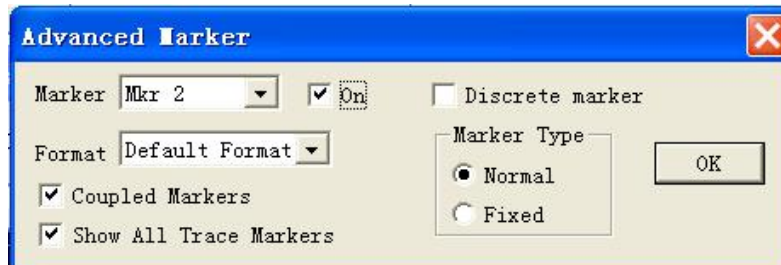 Advanced Marker
Marker Mkr 2 On Discrete marker
Format Default Format Marker Type
Normal OK
Coupled Markers
Fixed
Show All Trace Markers